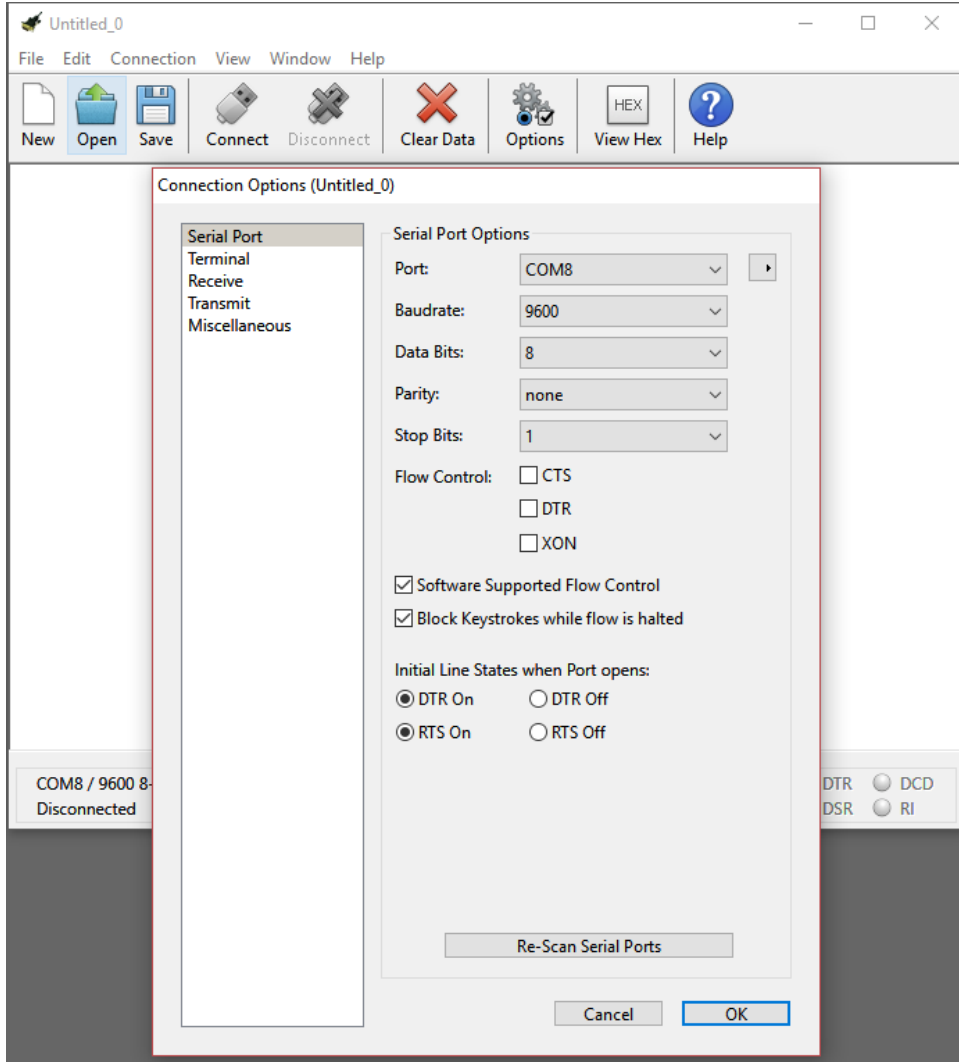 Untitled_0
File Edit Connection View Window Help
HEX
New Open Save Connect Disconnect Clear Data Options View Hex Help
Connection Options (Untitled_0)
Serial Port
Terminal
Receive
Transmit
Miscellaneous
Serial Port Options
Port: COM8
Baudrate: 9600
Data Bits: 8
Parity: none
Stop Bits: 1
Flow Control: CTS
DTR
XON
Software Supported Flow Control
Block Keystrokes while flow is halted
Initial Line States when Port opens:
DTR On DTR Off
RTS On RTS Off
Re-Scan Serial Ports
Cancel OK
COM8 / 9600 8-
Disconnected
DTR DCD
DSR RI